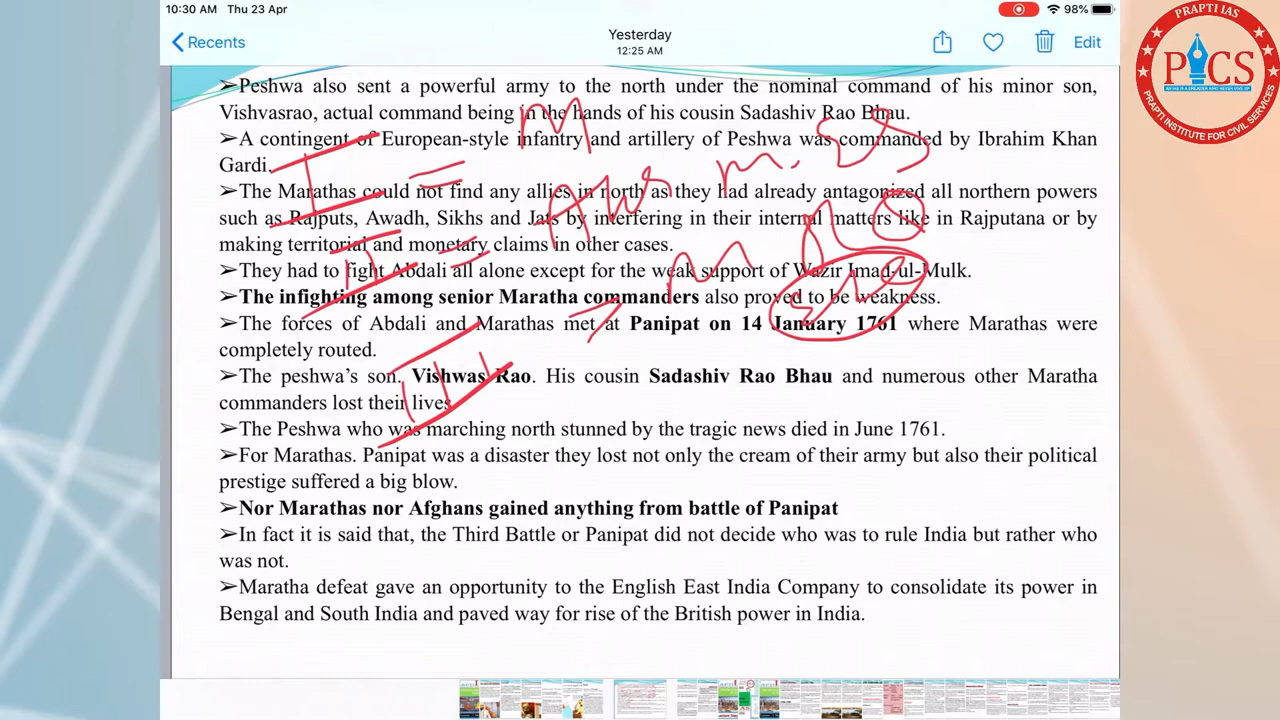 10:30 AM Thu 23 Apr
98%
Recents
Yesterday
12:25 AM
Edit
PRAPTI IAS
PICS
PRAPTI INSTITUTE FOR CIVIL SERVICES
➢Peshwa also sent a powerful army to the north under the nominal command of his minor son,
Vishvasrao, actual command being in the hands of his cousin Sadashiv Rao Bhau.
➢A contingent of European-style infantry and artillery of Peshwa was commanded by Ibrahim Khan
Gardi.
➢The Marathas could not find any allies in north as they had already antagonized all northern powers
such as Rajputs, Awadh, Sikhs and Jats by interfering in their internal matters like in Rajputana or by
making territorial and monetary claims in other cases.
➢They had to fight Abdali all alone except for the weak support of Wazir Imad-ul-Mulk.
➢The infighting among senior Maratha commanders also proved to be weakness.
➢The forces of Abdali and Marathas met at Panipat on 14 January 1761 where Marathas were
completely routed.
➢The peshwa's son. Vishwas Rao. His cousin Sadashiv Rao Bhau and numerous other Maratha
commanders lost their lives
➢The Peshwa who was marching north stunned by the tragic news died in June 1761.
➢For Marathas. Panipat was a disaster they lost not only the cream of their army but also their political
prestige suffered a big blow.
➢Nor Marathas nor Afghans gained anything from battle of Panipat
➢In fact it is said that, the Third Battle or Panipat did not decide who was to rule India but rather who
was not.
➢Maratha defeat gave an opportunity to the English East India Company to consolidate its power in
Bengal and South India and paved way for rise of the British power in India.
I = M
II =
III